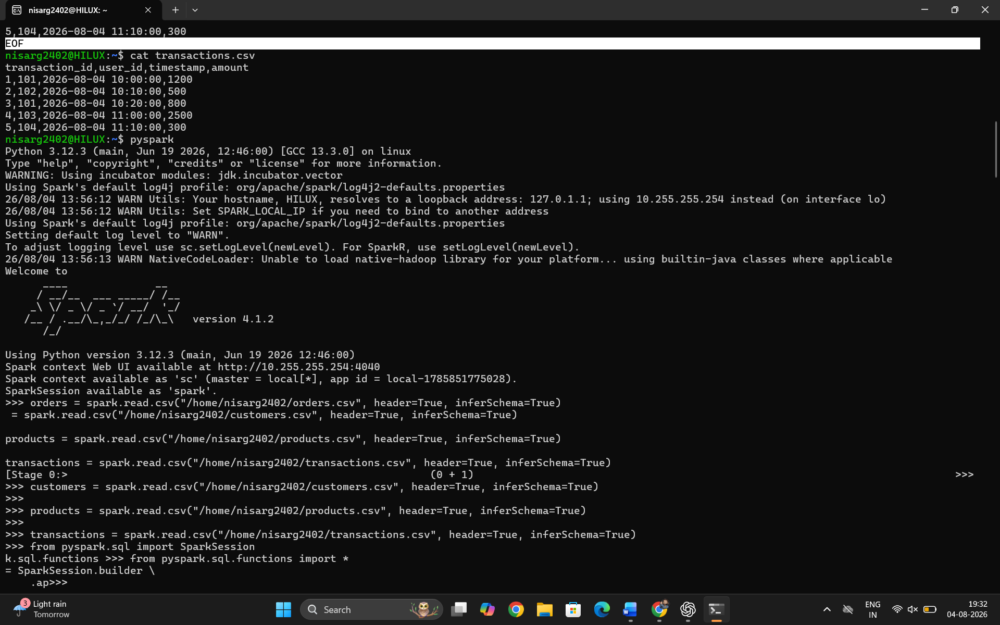 nisarg2402@HILUX: ~
5,104,2026-08-04 11:10:00,300
EOF
nisarg2402@HILUX:~$ cat transactions.csv
transaction_id,user_id,timestamp,amount
1,101,2026-08-04 10:00:00,1200
2,102,2026-08-04 10:10:00,500
3,101,2026-08-04 10:20:00,800
4,103,2026-08-04 11:00:00,2500
5,104,2026-08-04 11:10:00,300
nisarg2402@HILUX:~$ pyspark
Python 3.12.3 (main, Jun 19 2026, 12:46:00) [GCC 13.3.0] on linux
Type "help", "copyright", "credits" or "license" for more information.
WARNING: Using incubator modules: jdk.incubator.vector
Using Spark's default log4j profile: org/apache/spark/log4j2-defaults.properties
26/08/04 13:56:12 WARN Utils: Your hostname, HILUX, resolves to a loopback address: 127.0.1.1; using 10.255.255.254 instead (on interface lo)
26/08/04 13:56:12 WARN Utils: Set SPARK_LOCAL_IP if you need to bind to another address
Using Spark's default log4j profile: org/apache/spark/log4j2-defaults.properties
Setting default log level to "WARN".
To adjust logging level use sc.setLogLevel(newLevel). For SparkR, use setLogLevel(newLevel).
26/08/04 13:56:13 WARN NativeCodeLoader: Unable to load native-hadoop library for your platform... using builtin-java classes where applicable
Welcome to
      ____              __
     / __/__  ___ _____/ /__
    _\ \/ _ \/ _ `/ __/  '_/
   /__ / .__/\_,_/_/ /_/\_\   version 4.1.2
      /_/
Using Python version 3.12.3 (main, Jun 19 2026 12:46:00)
Spark context Web UI available at http://10.255.255.254:4040
Spark context available as 'sc' (master = local[*], app id = local-1785851775028).
SparkSession available as 'spark'.
>>> orders = spark.read.csv("/home/nisarg2402/orders.csv", header=True, inferSchema=True)
 = spark.read.csv("/home/nisarg2402/customers.csv", header=True, inferSchema=True)
products = spark.read.csv("/home/nisarg2402/products.csv", header=True, inferSchema=True)
transactions = spark.read.csv("/home/nisarg2402/transactions.csv", header=True, inferSchema=True)
[Stage 0:> (0 + 1) >>>
>>> customers = spark.read.csv("/home/nisarg2402/customers.csv", header=True, inferSchema=True)
>>>
>>> products = spark.read.csv("/home/nisarg2402/products.csv", header=True, inferSchema=True)
>>>
>>> transactions = spark.read.csv("/home/nisarg2402/transactions.csv", header=True, inferSchema=True)
>>> from pyspark.sql import SparkSession
k.sql.functions >>> from pyspark.sql.functions import *
= SparkSession.builder \
    .ap>>>
3
Light rain
Tomorrow
Search
ENG
IN
19:32
04-08-2026